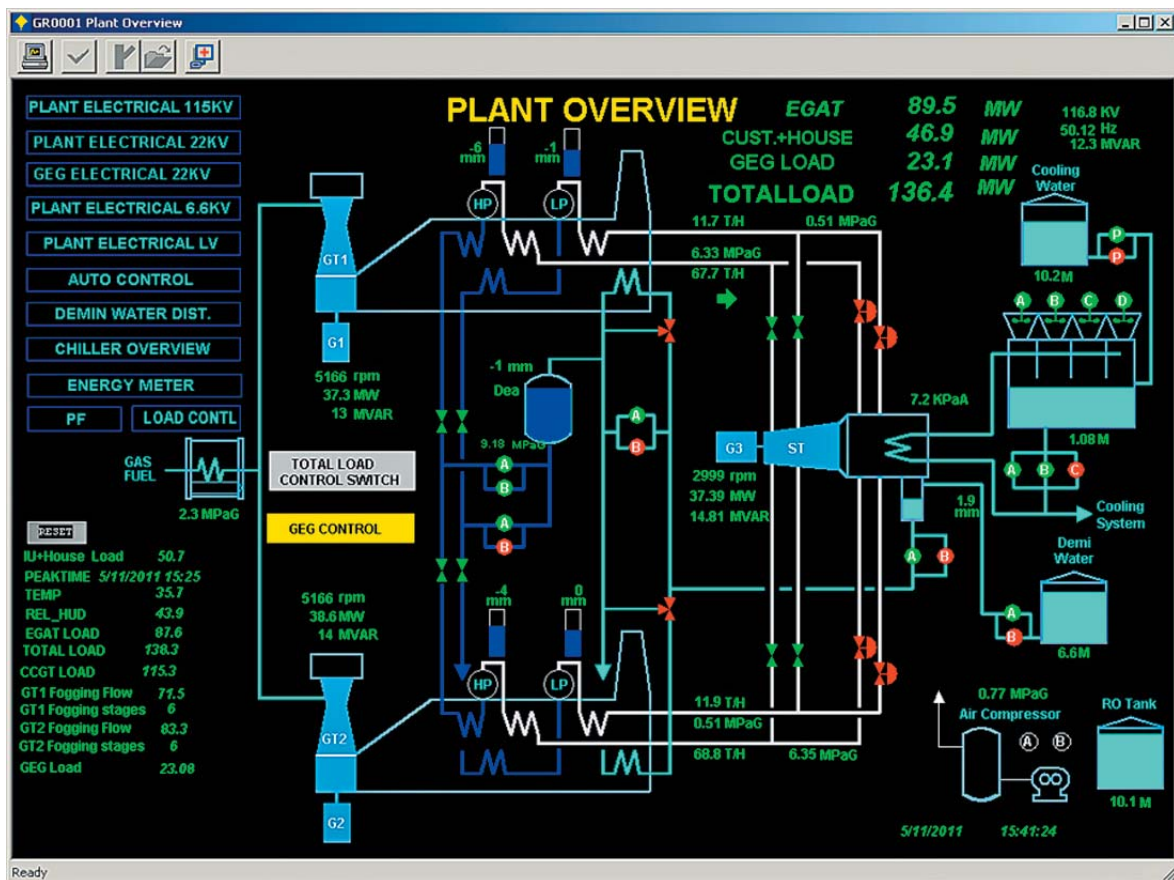 GR0001 Plant Overview
PLANT OVERVIEW
EGAT 89.5 MW
CUST.+HOUSE 46.9 MW
GEG LOAD 23.1 MW
TOTALLOAD 136.4 MW
116.8 KV
50.12 Hz
12.3 MVAR
PLANT ELECTRICAL 115KV
PLANT ELECTRICAL 22KV
GEG ELECTRICAL 22KV
PLANT ELECTRICAL 6.6KV
PLANT ELECTRICAL LV
AUTO CONTROL
DEMIN WATER DIST.
CHILLER OVERVIEW
ENERGY METER
PF LOAD CONTL
GAS
FUEL
2.3 MPaG
TOTAL LOAD
CONTROL SWITCH
GEG CONTROL
RESET
IU+House Load 50.7
PEAKTIME 5/11/2011 15:25
TEMP 35.7
REL_HUD 43.9
EGAT LOAD 87.6
TOTAL LOAD 138.3
CCGT LOAD 115.3
GT1 Fogging Flow 71.5
GT1 Fogging stages 6
GT2 Fogging Flow 83.3
GT2 Fogging stages 6
GEG Load 23.08
GT1
G1
5166 rpm
37.3 MW
13 MVAR
5166 rpm
38.6 MW
14 MVAR
GT2
G2
-6
mm
-1
mm
HP
LP
11.7 T/H 0.51 MPaG
6.33 MPaG
67.7 T/H
-1 mm
Dea
9.18 MPaG
A
B
A
B
A
B
-4
mm
0
mm
HP
LP
11.9 T/H
0.51 MPaG
68.8 T/H 6.35 MPaG
G3
ST
2999 rpm
37.39 MW
14.81 MVAR
7.2 KPaA
1.9
mm
A
B
Cooling
Water
10.2 M
P
P
A B C D
1.08 M
A B C
Cooling
System
Demi
Water
A
B
6.6 M
0.77 MPaG
Air Compressor
A B
RO Tank
10.1 M
5/11/2011 15:41:24
Ready